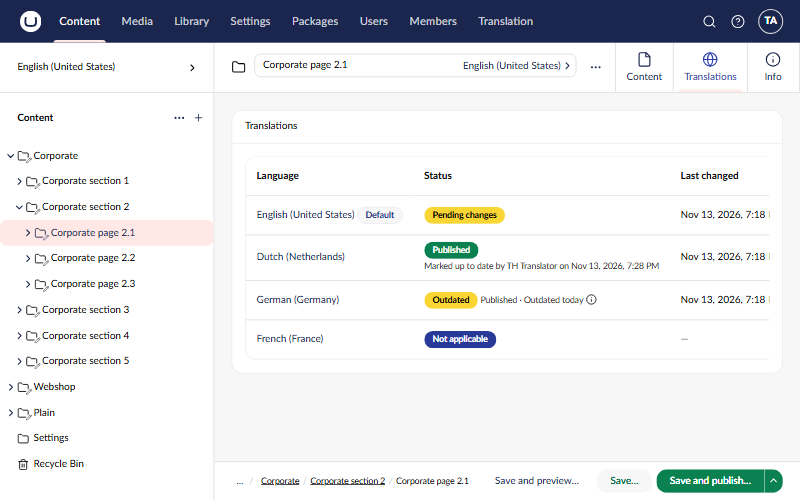 Content Media Library Settings Packages Users Members Translation TA
English (United States)
Corporate page 2.1 English (United States)
Content Translations Info
Content
Corporate
Corporate section 1
Corporate section 2
Corporate page 2.1
Corporate page 2.2
Corporate page 2.3
Corporate section 3
Corporate section 4
Corporate section 5
Webshop
Plain
Settings
Recycle Bin
Translations
Language Status Last changed
English (United States) Default Pending changes Nov 13, 2026, 7:18
Dutch (Netherlands) Published Nov 13, 2026, 7:18
Marked up to date by TH Translator on Nov 13, 2026, 7:28 PM
German (Germany) Outdated Published · Outdated today Nov 13, 2026, 7:18
French (France) Not applicable –
... / Corporate / Corporate section 2 / Corporate page 2.1 Save and preview... Save... Save and publish...